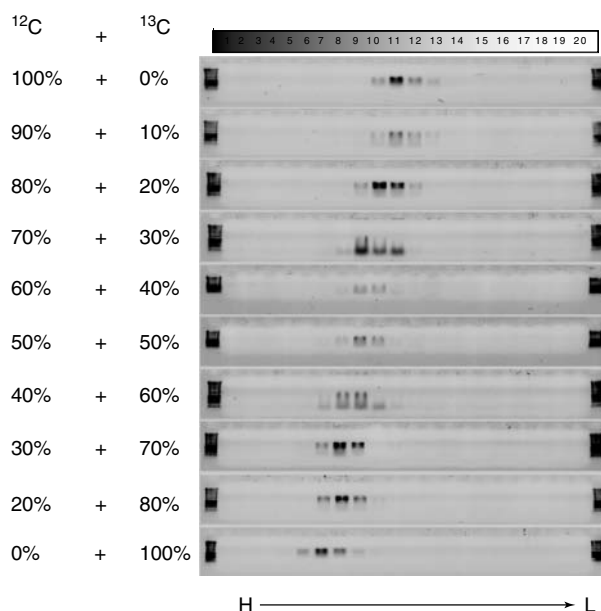 ¹²C + ¹³C 1 2 3 4 5 6 7 8 9 10 11 12 13 14 15 16 17 18 19 20
100% + 0%
90% + 10%
80% + 20%
70% + 30%
60% + 40%
50% + 50%
40% + 60%
30% + 70%
20% + 80%
0% + 100%
H L